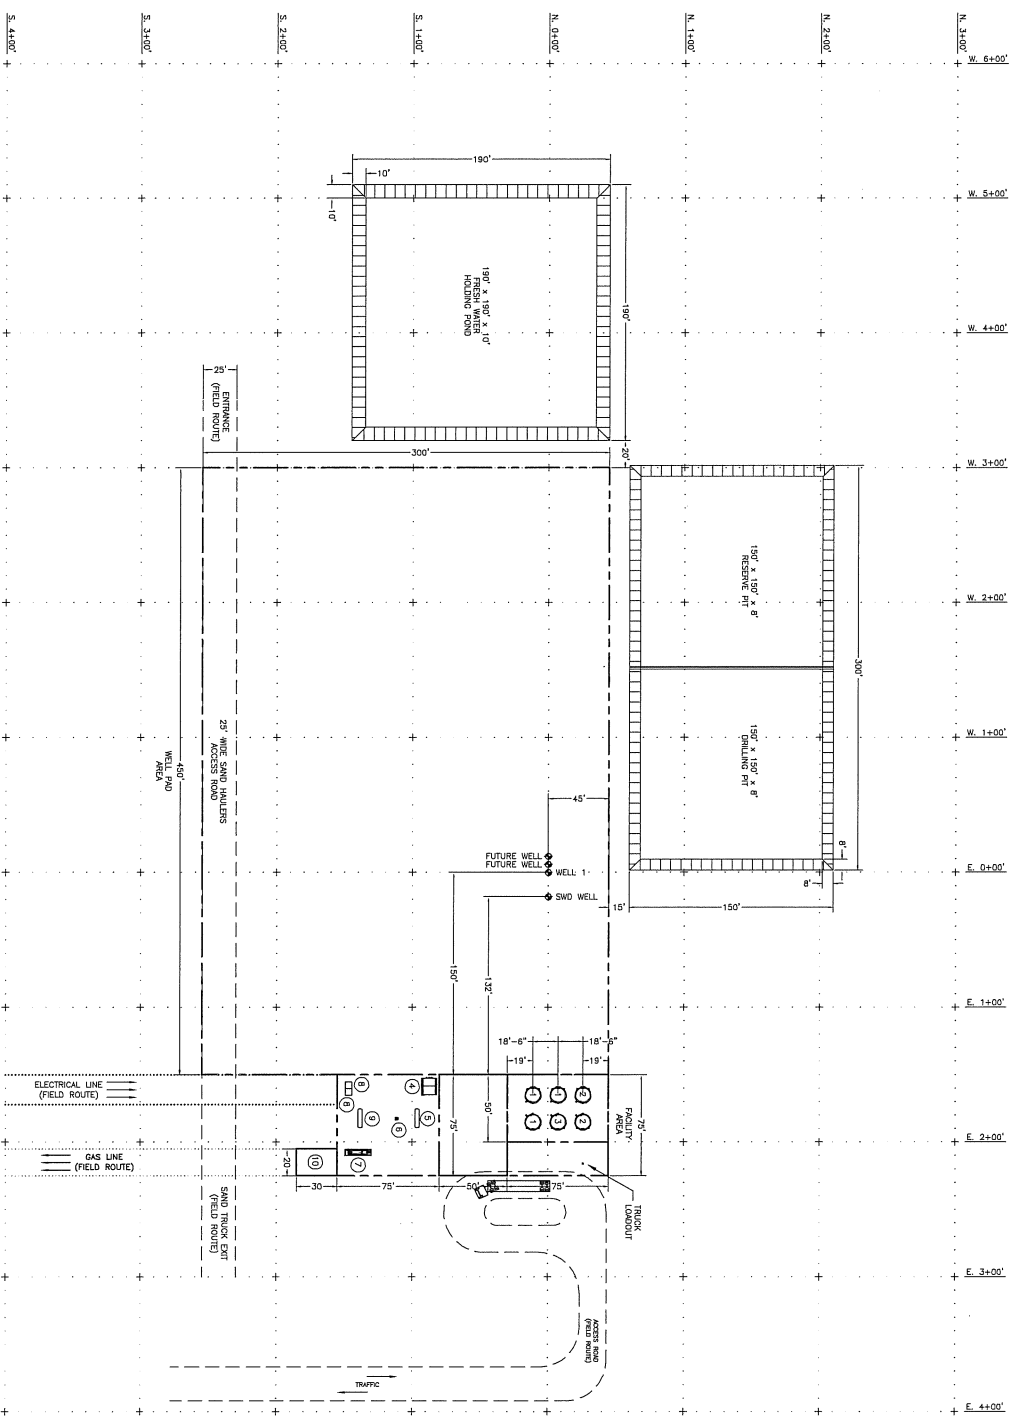 S. 4+00'
S. 3+00'
S. 2+00'
S. 1+00'
N. 0+00'
N. 1+00'
N. 2+00'
N. 3+00'
W. 6+00'
W. 5+00'
W. 4+00'
W. 3+00'
W. 2+00'
W. 1+00'
E. 0+00'
E. 1+00'
E. 2+00'
E. 3+00'
E. 4+00'
190'
10'
10'
190'
190' x 190' x 10'
FRESH WATER
HOLDING POND
25'
ENTRANCE
(FIELD ROUTE)
300'
20'
150' x 150' x 8'
RESERVE PIT
300'
150' x 150' x 8'
DRILLING PIT
8'
8'
15'
150'
450'
WELL PAD
AREA
25' WIDE SAND HAULERS
ACCESS ROAD
45'
FUTURE WELL
FUTURE WELL
WELL 1
SWD WELL
150'
132'
18'-6"
18'-6"
19'
19'
FACILITY
AREA
75'
50'
75'
1
1
2
1
3
2
4
8
8
9
5
6
7
10
20
30
75'
50'
75'
TRUCK
LOADOUT
ELECTRICAL LINE
(FIELD ROUTE)
GAS LINE
(FIELD ROUTE)
SAND TRUCK EXIT
(FIELD ROUTE)
ACCESS ROAD
(FIELD ROUTE)
TRAFFIC